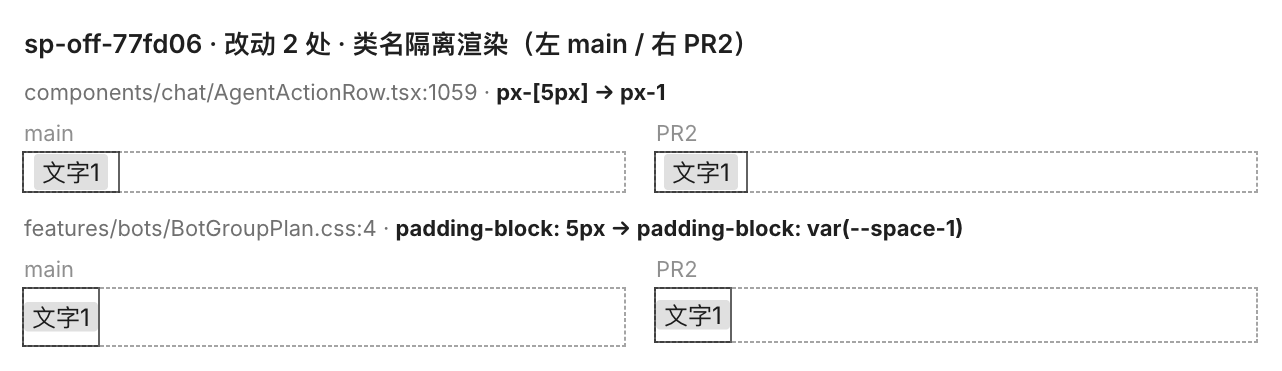 sp-off-77fd06 · 改动 2 处 · 类名隔离渲染（左 main / 右 PR2）
components/chat/AgentActionRow.tsx:1059 · px-[5px] → px-1
main PR2
文字1 文字1
features/bots/BotGroupPlan.css:4 · padding-block: 5px → padding-block: var(--space-1)
main PR2
文字1 文字1